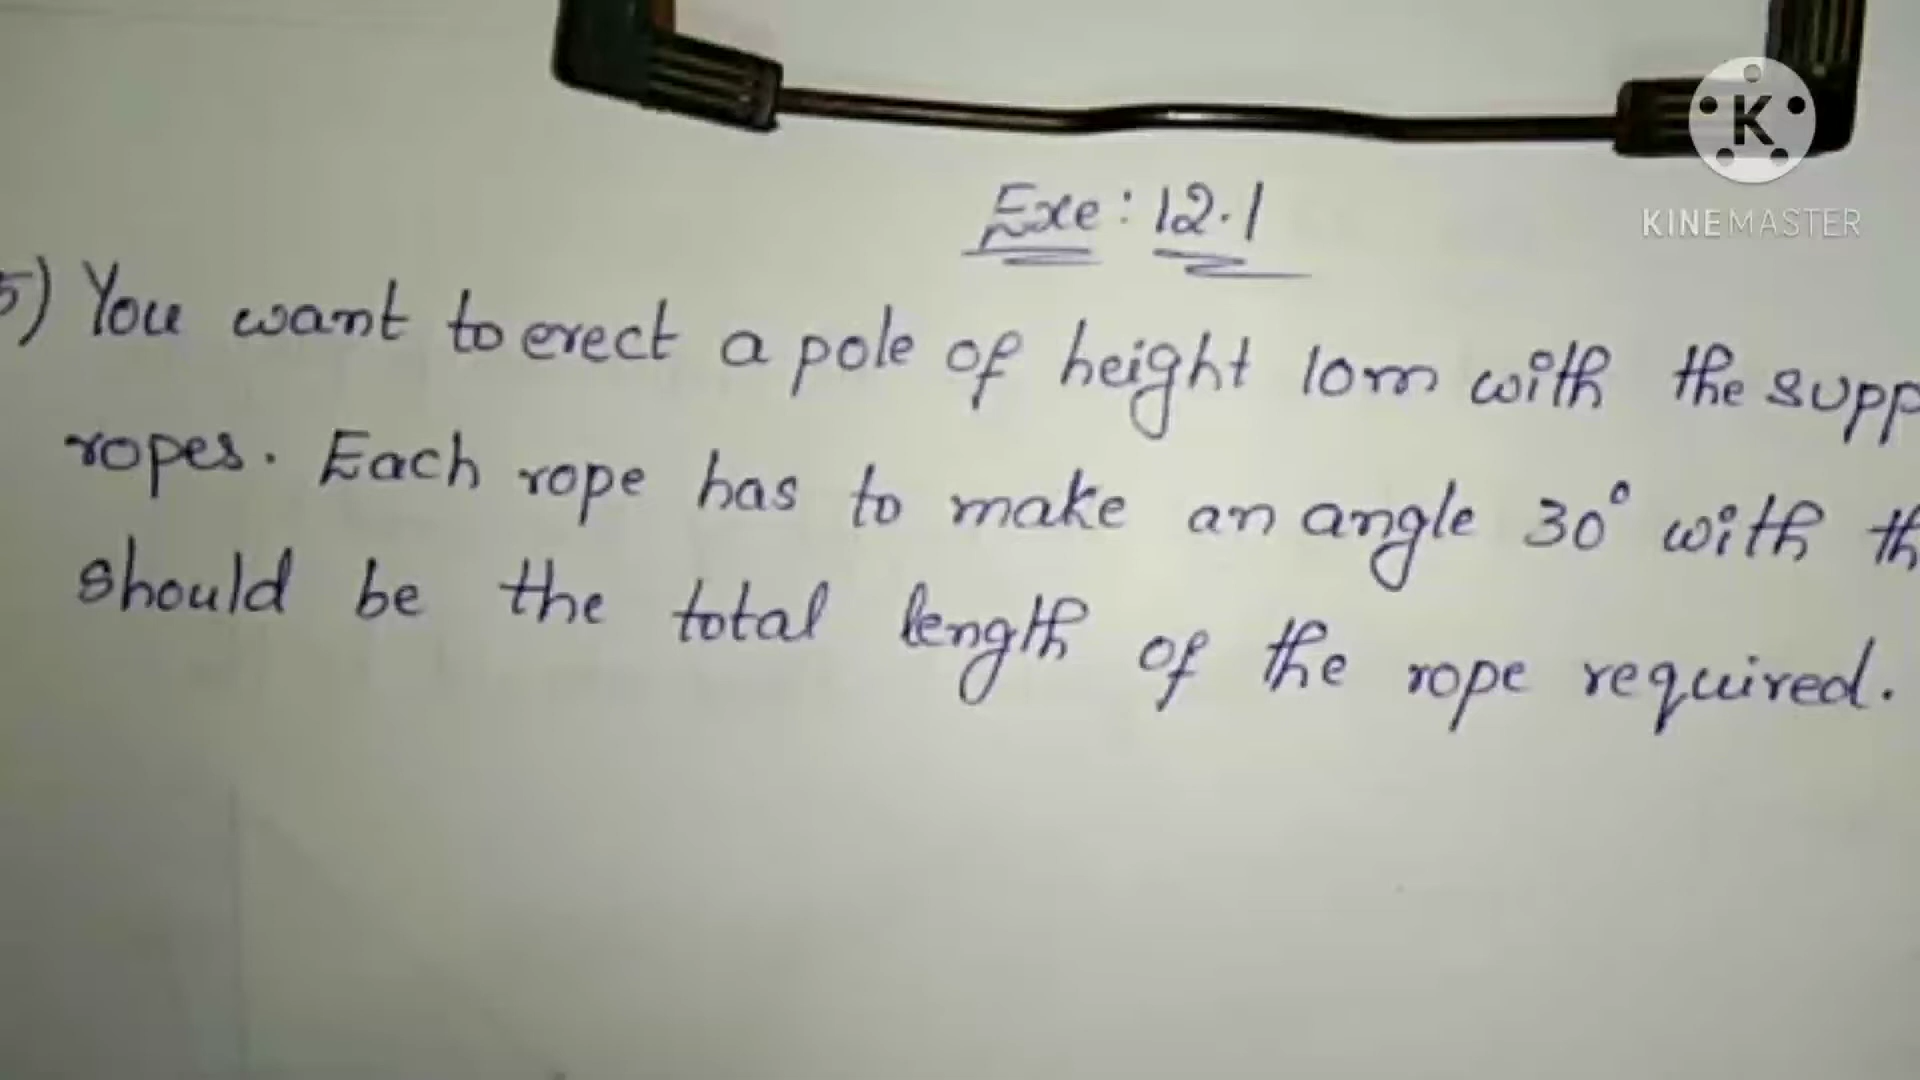 KINEMASTER
Exe: 12.1
5) You want to erect a pole of height 10m with the supp
ropes. Each rope has to make an angle 30° with th
should be the total length of the rope required.